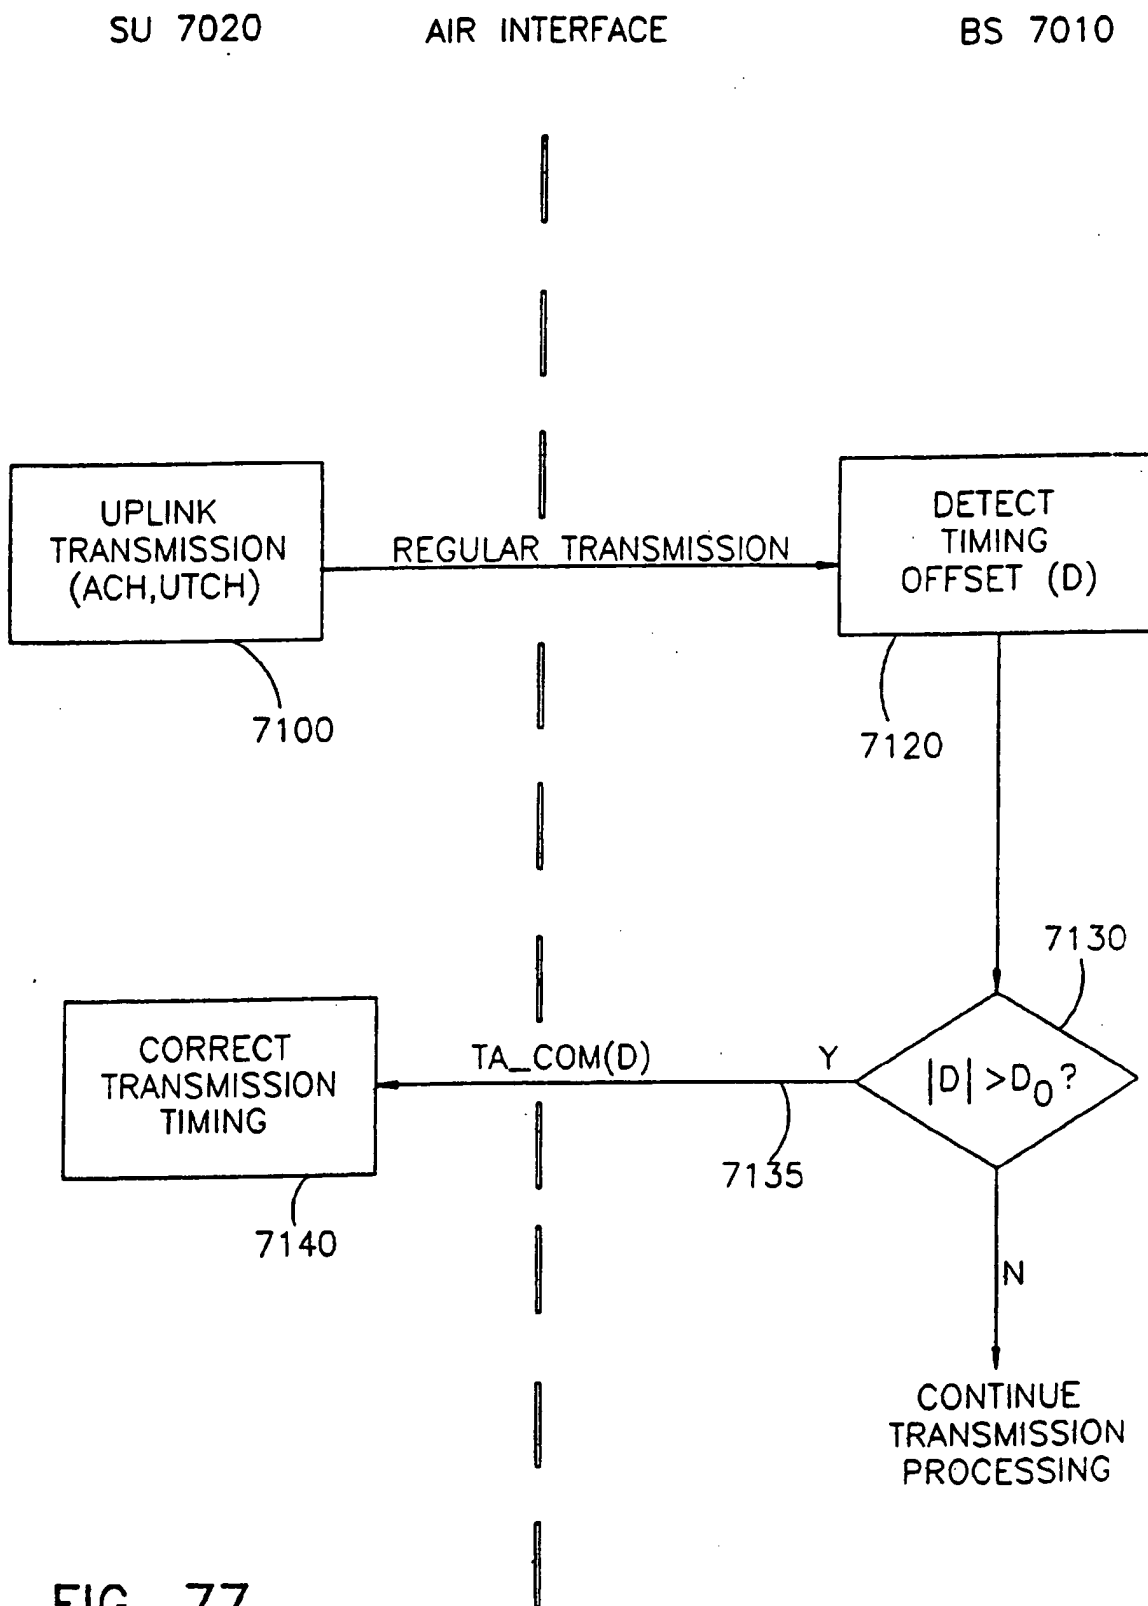 SU 7020 AIR INTERFACE BS 7010
UPLINK
TRANSMISSION
(ACH,UTCH)
REGULAR TRANSMISSION
DETECT
TIMING
OFFSET (D)
7100
7120
7130
CORRECT
TRANSMISSION
TIMING
TA_COM(D)
Y
|D| >D0?
7135
7140
N
CONTINUE
TRANSMISSION
PROCESSING
FIG. 77